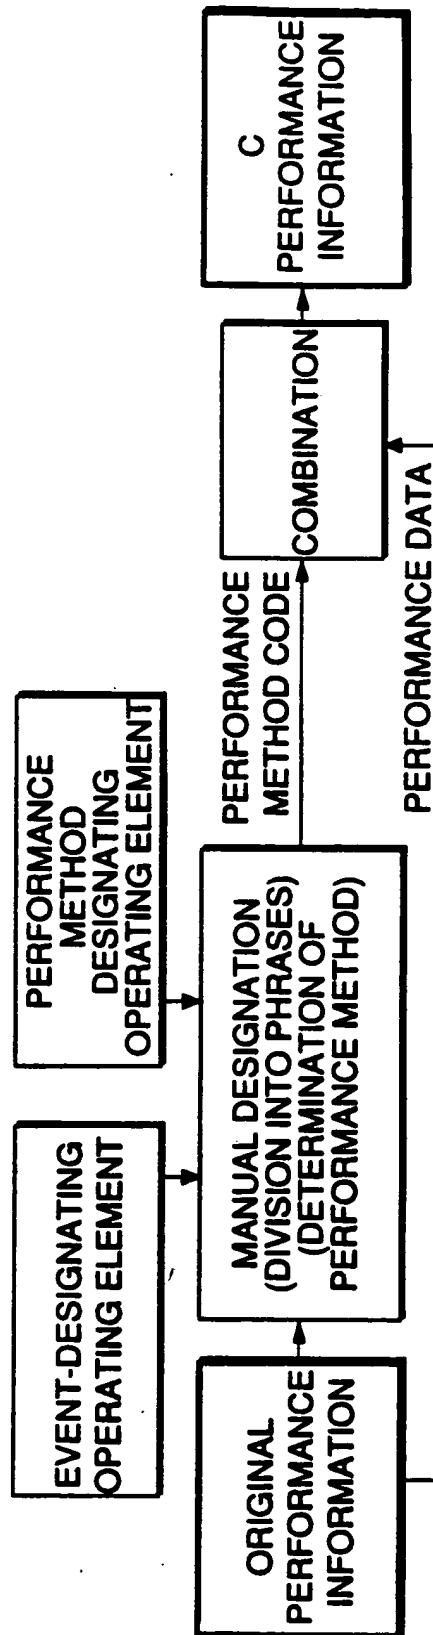 EVENT-DESIGNATING
OPERATING ELEMENT
PERFORMANCE
METHOD
DESIGNATING
OPERATING ELEMENT
ORIGINAL
PERFORMANCE
INFORMATION
MANUAL DESIGNATION
(DIVISION INTO PHRASES)
(DETERMINATION OF
PERFORMANCE METHOD)
PERFORMANCE
METHOD CODE
COMBINATION
C
PERFORMANCE
INFORMATION
PERFORMANCE DATA